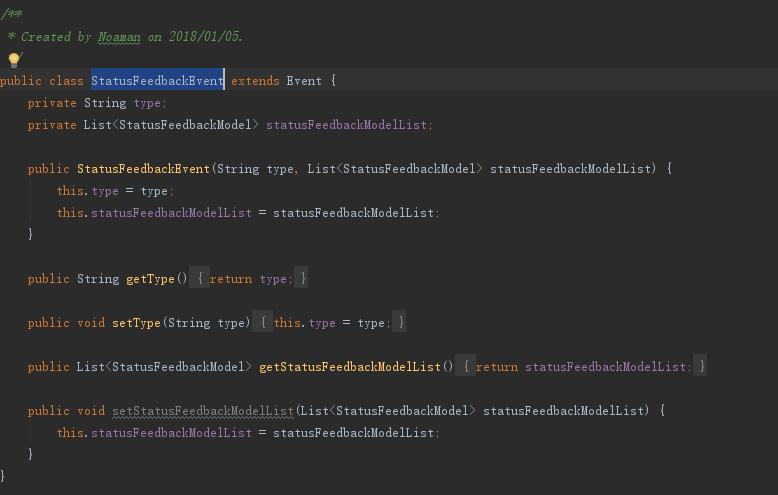 /**
* Created by Noaman on 2018/01/05.
/
public class StatusFeedbackEvent extends Event {
private String type;
private List<StatusFeedbackModel> statusFeedbackModelList;
public StatusFeedbackEvent(String type, List<StatusFeedbackModel> statusFeedbackModelList) {
this.type = type;
this.statusFeedbackModelList = statusFeedbackModelList;
}
public String getType() { return type; }
public void setType(String type) { this.type = type; }
public List<StatusFeedbackModel> getStatusFeedbackModelList() { return statusFeedbackModelList; }
public void setStatusFeedbackModelList(List<StatusFeedbackModel> statusFeedbackModelList) {
this.statusFeedbackModelList = statusFeedbackModelList;
}
}